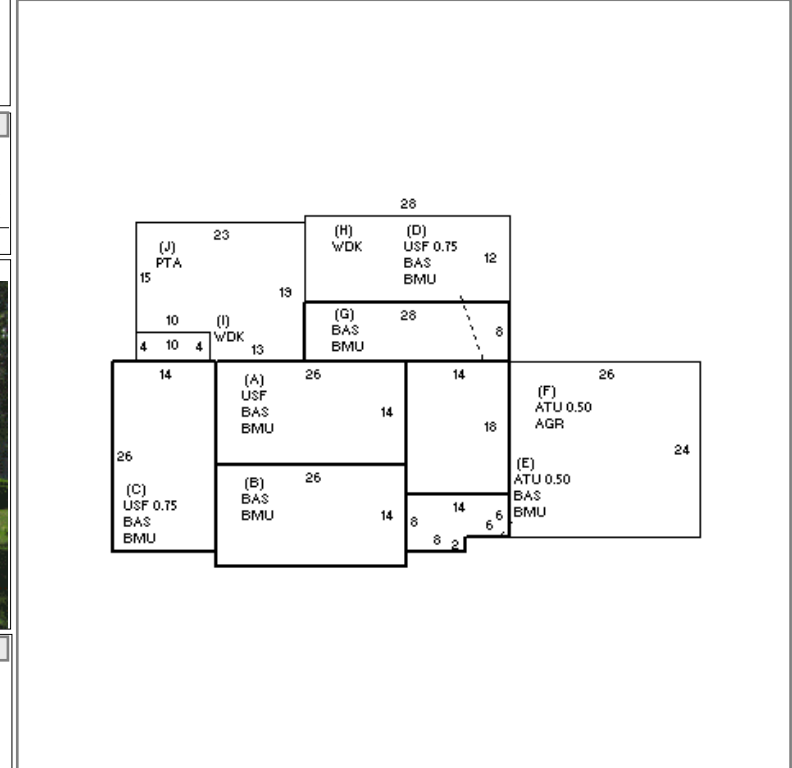 28
23
(J)
PTA
15
19
10
(I)
WDK
13
4 10 4
(H)
WDK
(D)
USF 0.75
BAS
BMU
12
(G)
BAS
BMU
28
8
14
26
(C)
USF 0.75
BAS
BMU
(A)
USF
BAS
BMU
26
14
(B)
BAS
BMU
26
14
14
18
14
8
6
6
8 2
26
(F)
ATU 0.50
AGR
24
(E)
ATU 0.50
BAS
BMU